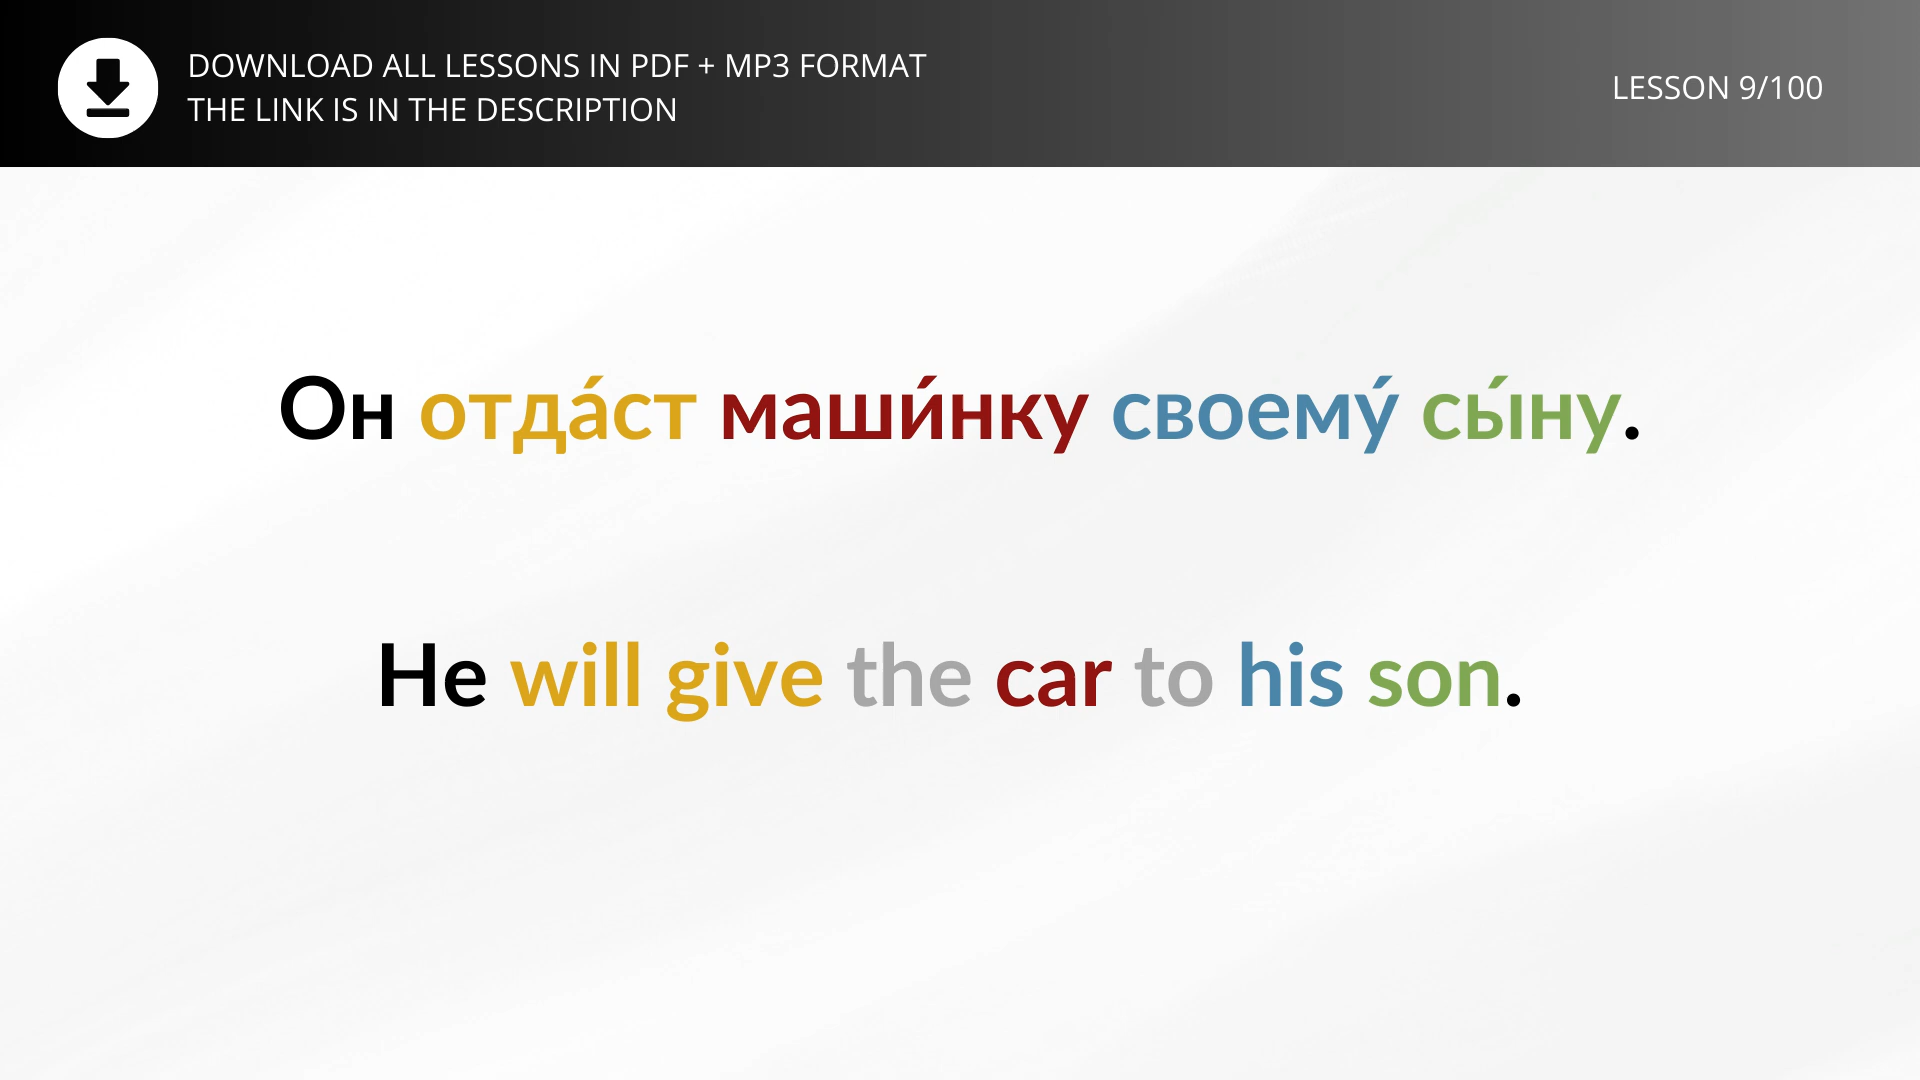 DOWNLOAD ALL LESSONS IN PDF + MP3 FORMAT
THE LINK IS IN THE DESCRIPTION
LESSON 9/100
Он отда́ст маши́нку своему́ сы́ну.
He will give the car to his son.